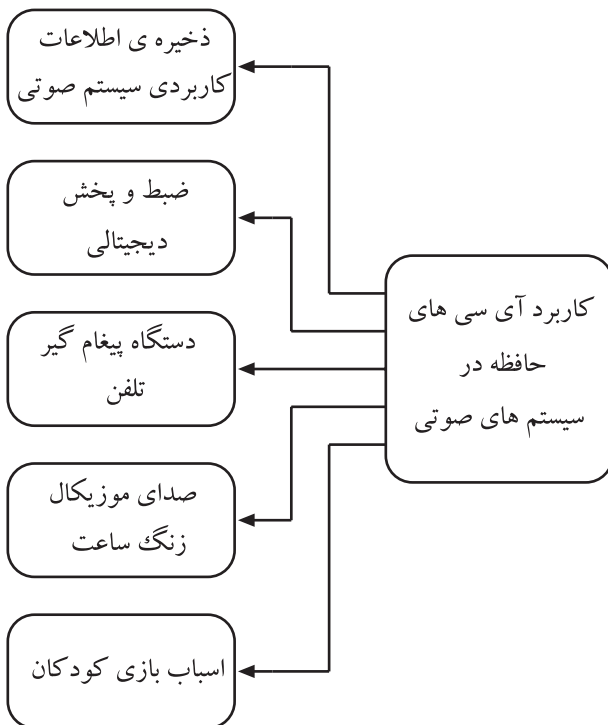 ذخیره ی اطلاعات
کاربردی سیستم صوتی
ضبط و پخش
دیجیتالی
دستگاه پیغام گیر
تلفن
صدای موزیکال
زنگ ساعت
اسباب بازی کودکان
کاربرد آی سی های
حافظه در
سیستم های صوتی